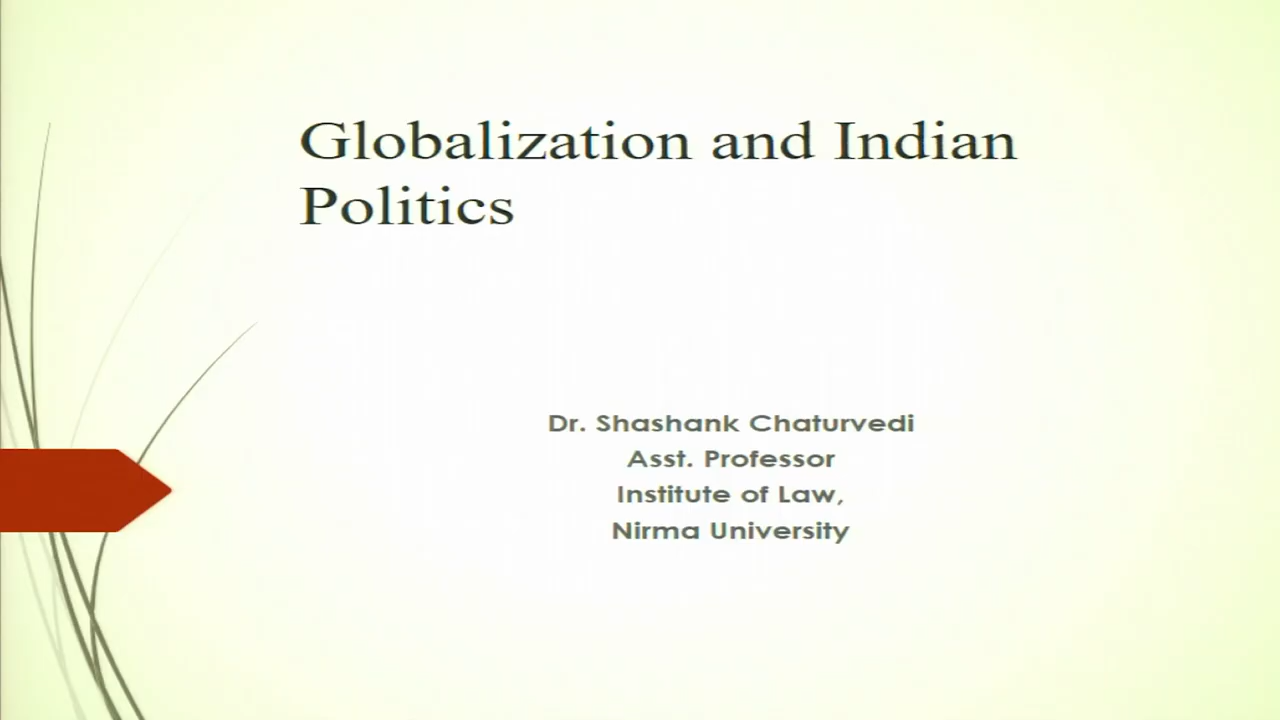 Globalization and Indian
Politics
Dr. Shashank Chaturvedi
Asst. Professor
Institute of Law,
Nirma University